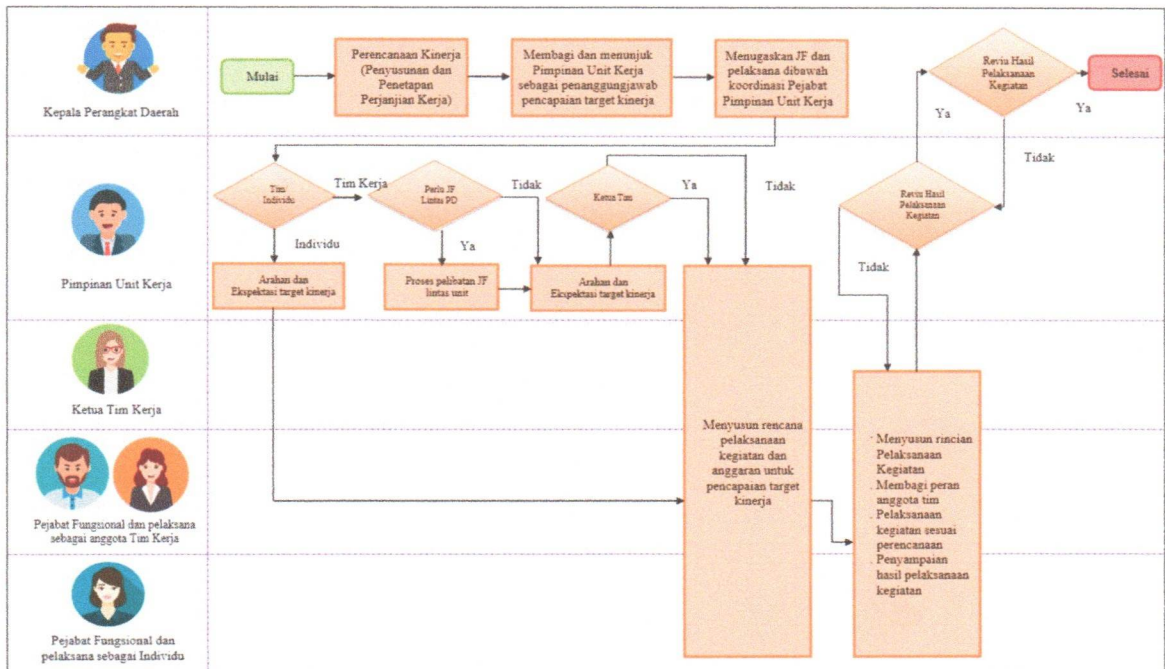 Kepala Perangkat Daerah
Mulai
Perencanaan Kinerja
(Penyusunan dan
Penetapan
Perjanjian Kerja)
Membagi dan menunjuk
Pimpinan Unit Kerja
sebagai penanggungjawab
pencapaian target kinerja
Menugaskan JF dan
pelaksana dibawah
koordinasi Pejabat
Pimpinan Unit Kerja
Reviu Hasil
Pelaksanaan
Kegiatan
Selesai
Ya
Ya
Tidak
Pimpinan Unit Kerja
Tim
Individu
Tim Kerja
Perlu JF
Lintas PD
Tidak
Ketua Tim
Ya
Tidak
Reviu Hasil
Pelaksanaan
Kegiatan
Individu
Ya
Tidak
Arahan dan
Ekspektasi target kinerja
Proses pelibatan JF
lintas unit
Arahan dan
Ekspektasi target kinerja
Ketua Tim Kerja
Menyusun rencana
pelaksanaan
kegiatan dan
anggaran untuk
pencapaian target
kinerja
. Menyusun rincian
Pelaksanaan
Kegiatan
. Membagi peran
anggota tim
. Pelaksanaan
kegiatan sesuai
perencanaan
. Penyampaian
hasil pelaksanaan
kegiatan
Pejabat Fungsional dan pelaksana
sebagai anggota Tim Kerja
Pejabat Fungsional dan
pelaksana sebagai Individu